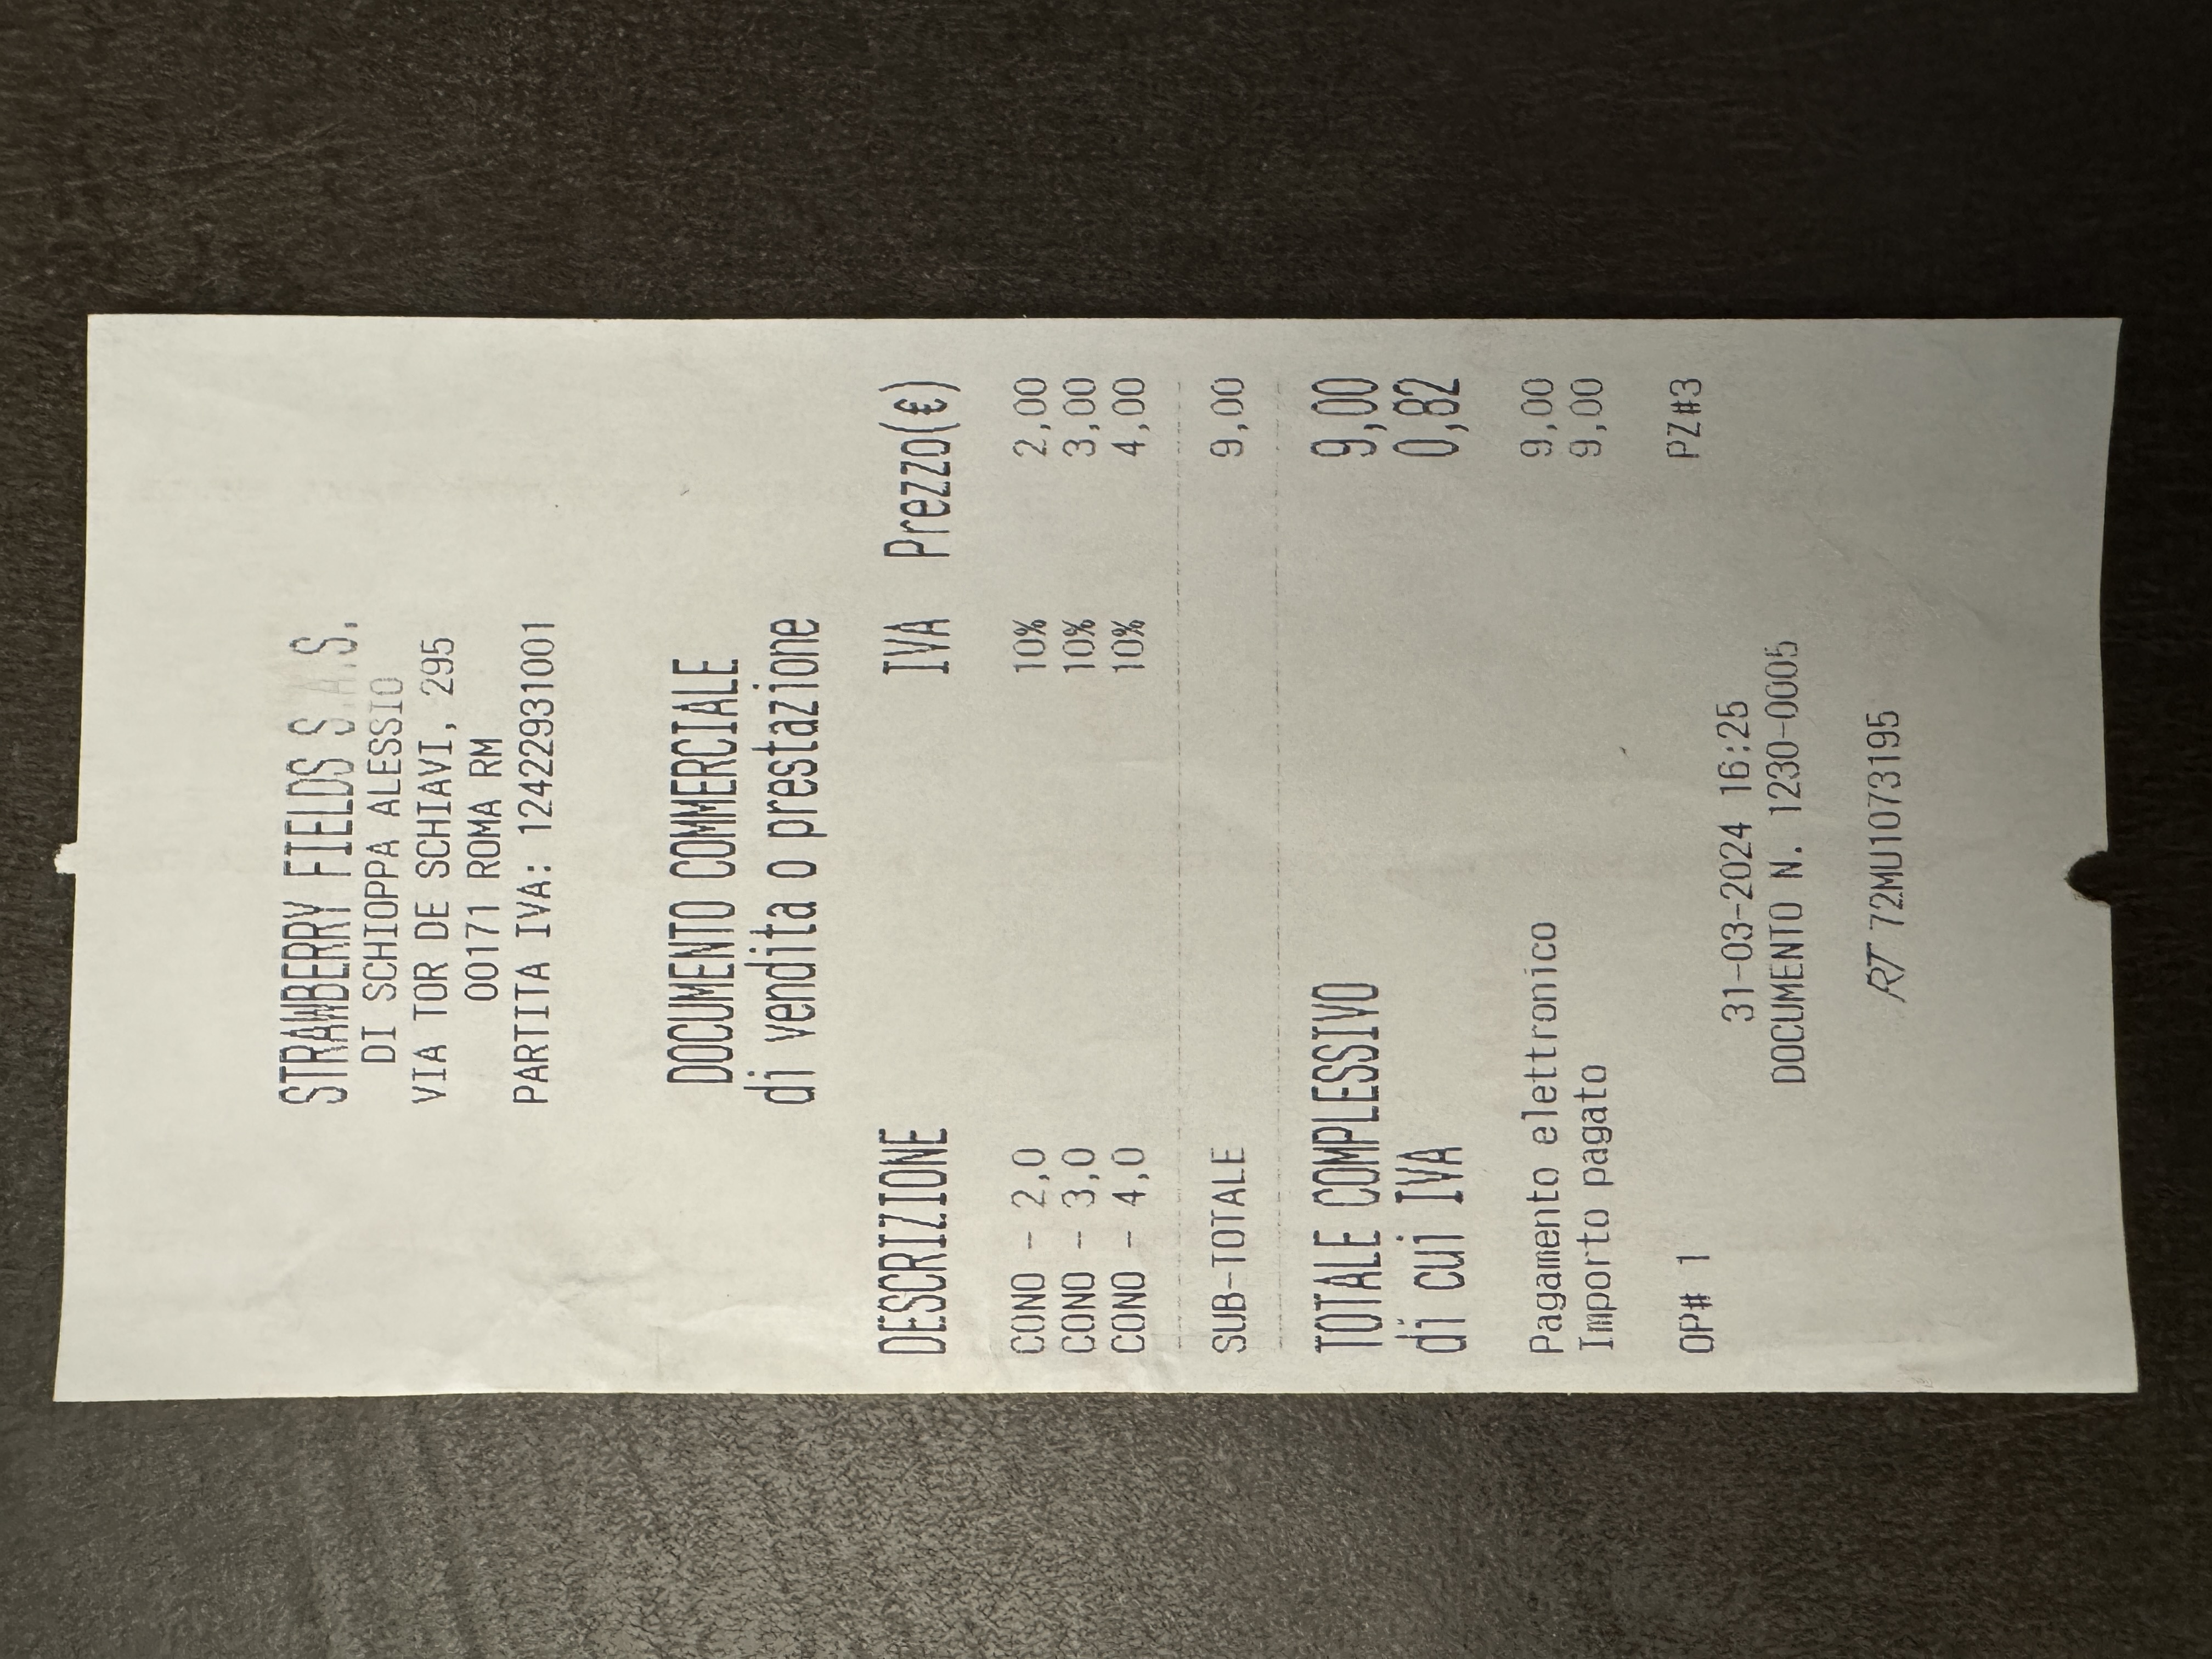 STRAWBERRY FIELDS S.A.S.
DI SCHIOPPA ALESSIO
VIA TOR DE SCHIAVI, 295
00171 ROMA RM
PARTITA IVA: 12422931001
DOCUMENTO COMMERCIALE
di vendita o prestazione
DESCRIZIONE IVA Prezzo(€)
CONO - 2,0 10% 2,00
CONO - 3,0 10% 3,00
CONO - 4,0 10% 4,00
SUB-TOTALE 9,00
TOTALE COMPLESSIVO 9,00
di cui IVA 0,82
Pagamento elettronico 9,00
Importo pagato 9,00
OP# 1 PZ#3
31-03-2024 16:25
DOCUMENTO N. 1230-0005
RT 72MU1073195